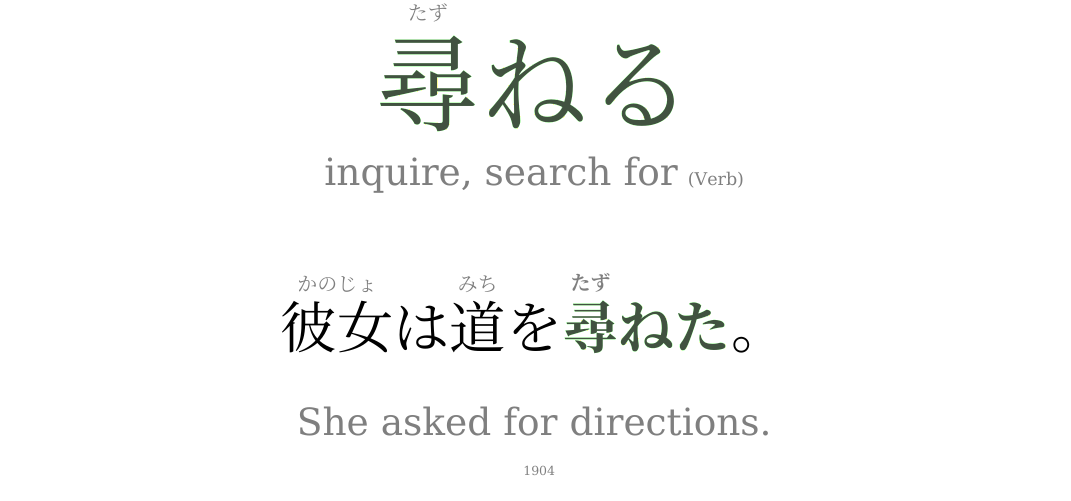 たず
尋ねる
inquire, search for (Verb)
かのじょ みち たず
彼女は道を尋ねた。
She asked for directions.
1904